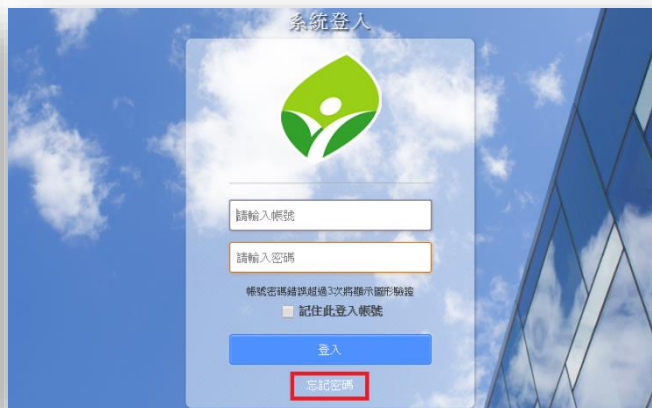 系統登入
請輸入帳號
請輸入密碼
帳號密碼錯誤超過3次將顯示圖形驗證
記住此登入帳號
登入
忘記密碼